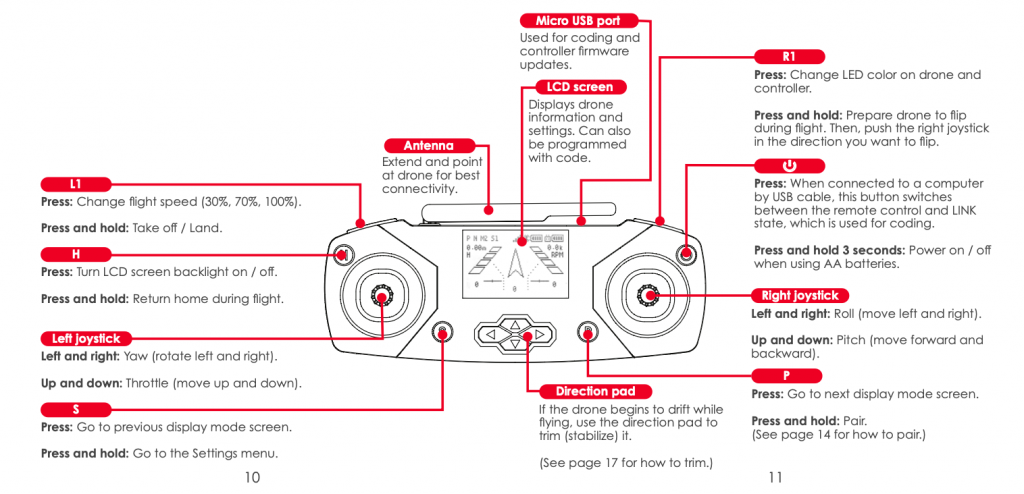 Micro USB port
Used for coding and
controller firmware
updates.
LCD screen
Displays drone
information and
settings. Can also
be programmed
with code.
Antenna
Extend and point
at drone for best
connectivity.
L1
Press: Change flight speed (30%, 70%, 100%).
Press and hold: Take off / Land.
H
Press: Turn LCD screen backlight on / off.
Press and hold: Return home during flight.
Left joystick
Left and right: Yaw (rotate left and right).
Up and down: Throttle (move up and down).
S
Press: Go to previous display mode screen.
Press and hold: Go to the Settings menu.
10
P N M2 S1
0.00m
H
0.0s
RPM
0
0
0
Direction pad
If the drone begins to drift while
flying, use the direction pad to
trim (stabilize) it.
(See page 17 for how to trim.)
R1
Press: Change LED color on drone and
controller.
Press and hold: Prepare drone to flip
during flight. Then, push the right joystick
in the direction you want to flip.
Press: When connected to a computer
by USB cable, this button switches
between the remote control and LINK
state, which is used for coding.
Press and hold 3 seconds: Power on / off
when using AA batteries.
Right joystick
Left and right: Roll (move left and right).
Up and down: Pitch (move forward and
backward).
P
Press: Go to next display mode screen.
Press and hold: Pair.
(See page 14 for how to pair.)
11